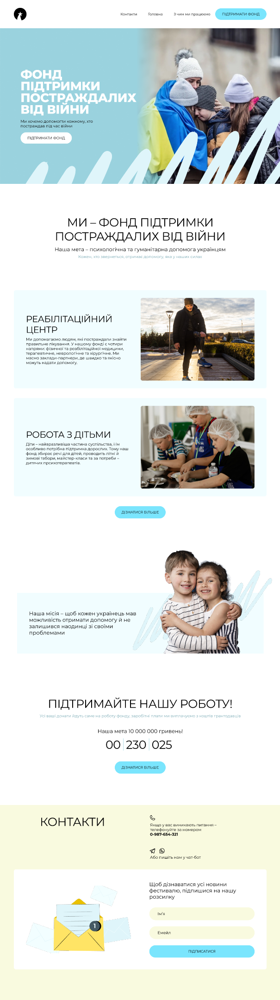 Контакти
Головна
З чим ми працюємо
ПІДТРИМАТИ ФОНД
ФОНД
ПІДТРИМКИ
ПОСТРАЖДАЛИХ
ВІД ВІЙНИ
Ми хочемо допомогти кожному, хто
постраждав під час війни
ПІДТРИМАТИ ФОНД
МИ – ФОНД ПІДТРИМКИ
ПОСТРАЖДАЛИХ ВІД ВІЙНИ
Наша мета – психологічна та гуманітарна допомога українцям
Кожен, хто звернеться, отримає допомогу, яка у наших силах
РЕАБІЛІТАЦІЙНИЙ
ЦЕНТР
Ми допомагаємо людям, які постраждали знайти
правильне лікування. У нашому фонді є чотири
напрями: фізичної та реабілітаційної медицини,
терапевтичне, неврологічне та хірургічне. Ми
маємо заклади-партнери, де швидко та якісно
можуть надати допомогу.
РОБОТА З ДІТЬМИ
Діти – найвразливіша частина суспільства, і їм
особливо потрібна підтримка дорослих. Тому наш
фонд збирає речі для дітей, проводить літні й
зимові табори, майстер-класи та за потреби –
дитячих прсихотерапевтів.
ДІЗНАТИСЯ БІЛЬШЕ
Наша місія – щоб кожен українець мав
можливість отримати допомогу й не
залишився наодинці зі своїми
проблемами
ПІДТРИМАЙТЕ НАШУ РОБОТУ!
Усі ваші донати йдуть саме на роботу фонду, заробітні плати ми виплачуємо з коштів грантодавців
Наша мета 10 000 000 гривень!
00 230 025
ДІЗНАТИСЯ БІЛЬШЕ
КОНТАКТИ
Якщо у вас виникають питання –
телефонуйте за номером
0-987-654-321
Або пишіть нам у чат-бот
1
Щоб дізнаватися усі новини
фестивалю, підпишися на нашу
розсилку
Ім'я
Емейл
ПІДПИСАТИСЯ